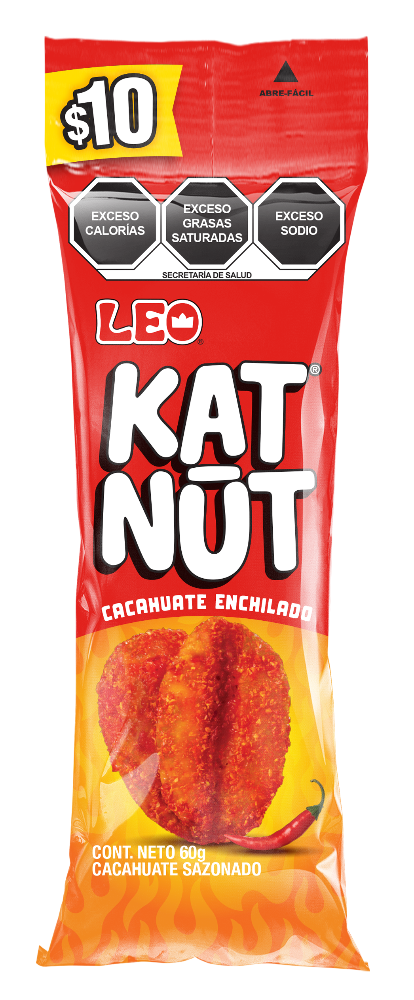 $10
ABRE-FÁCIL
EXCESO
CALORÍAS
EXCESO
GRASAS
SATURADAS
EXCESO
SODIO
SECRETARÍA DE SALUD
LEO®
KAT®
NŪT
CACAHUATE ENCHILADO
CONT. NETO 60g
CACAHUATE SAZONADO